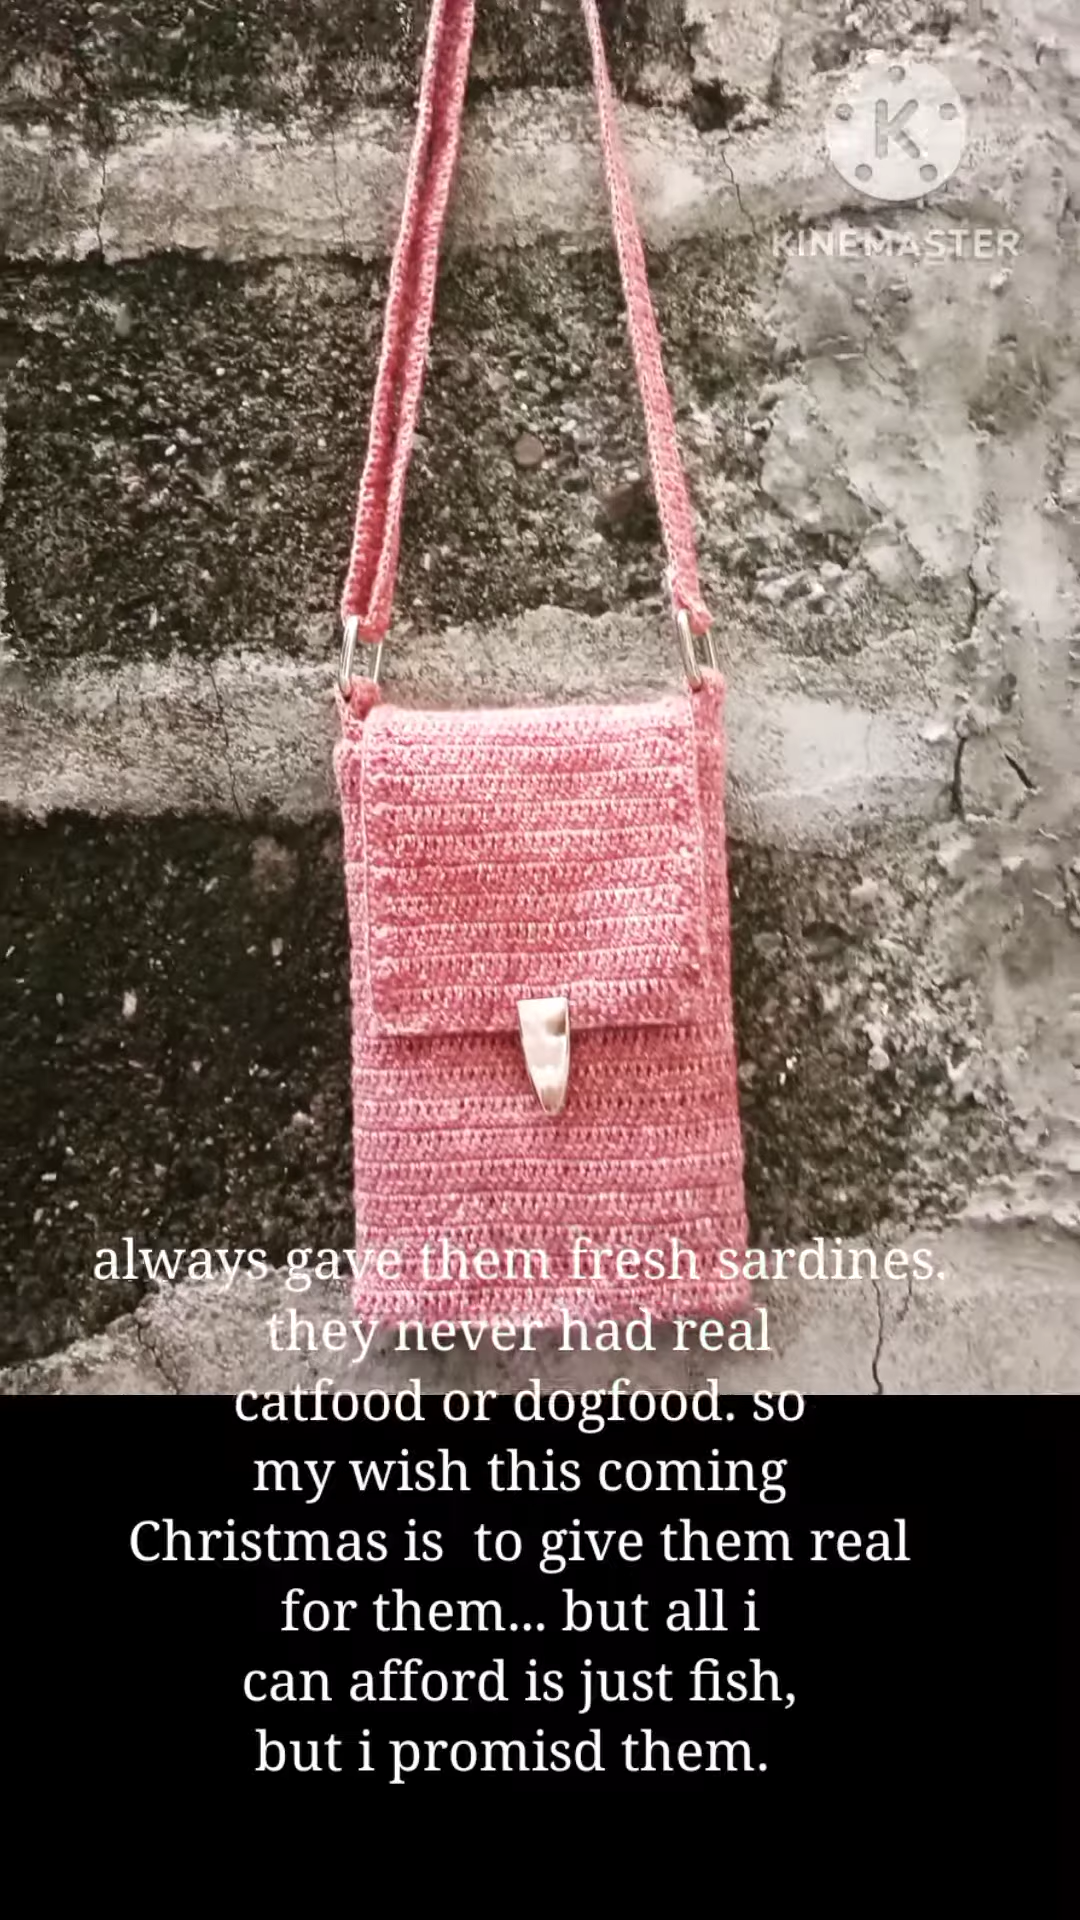 K
KINEMASTER
always gave them fresh sardines.
they never had real
catfood or dogfood. so
my wish this coming
Christmas is  to give them real
for them... but all i
can afford is just fish,
but i promisd them.